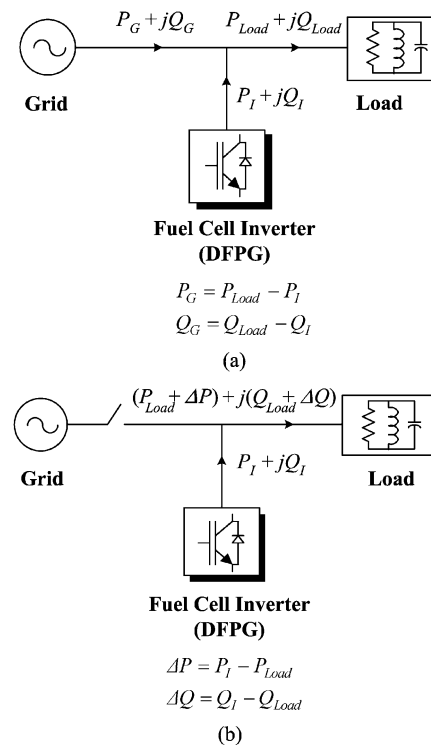 P_G + jQ_G
P_Load + jQ_Load
P_I + jQ_I
Grid
Load
Fuel Cell Inverter
(DFPG)
P_G = P_Load − P_I
Q_G = Q_Load − Q_I
(a)
(P_Load + ΔP) + j(Q_Load + ΔQ)
P_I + jQ_I
Grid
Load
Fuel Cell Inverter
(DFPG)
ΔP = P_I − P_Load
ΔQ = Q_I − Q_Load
(b)